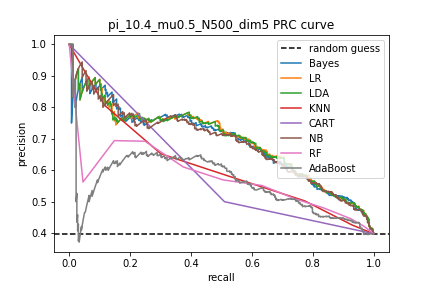 pi_10.4_mu0.5_N500_dim5 PRC curve
1.0
0.9
0.8
0.7
0.6
0.5
0.4
precision
random guess
Bayes
LR
LDA
KNN
CART
NB
RF
AdaBoost
0.0 0.2 0.4 0.6 0.8 1.0
recall